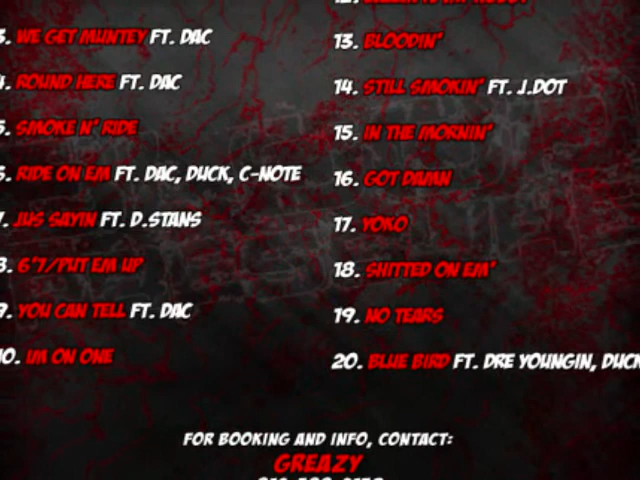 3. WE GET MUNTEY FT. DAC
4. ROUND HERE FT. DAC
5. SMOKE N' RIDE
6. RIDE ON EM FT. DAC, DUCK, C-NOTE
7. JUS SAYIN FT. D.STANS
8. 6'7/PUT EM UP
9. YOU CAN TELL FT. DAC
10. IM ON ONE
12.
13. BLOODIN'
14. STILL SMOKIN' FT. J.DOT
15. IN THE MORNIN'
16. GOT DAMN
17. YOKO
18. SHITTED ON EM'
19. NO TEARS
20. BLUE BIRD FT. DRE YOUNGIN, DUCK
FOR BOOKING AND INFO, CONTACT:
GREAZY